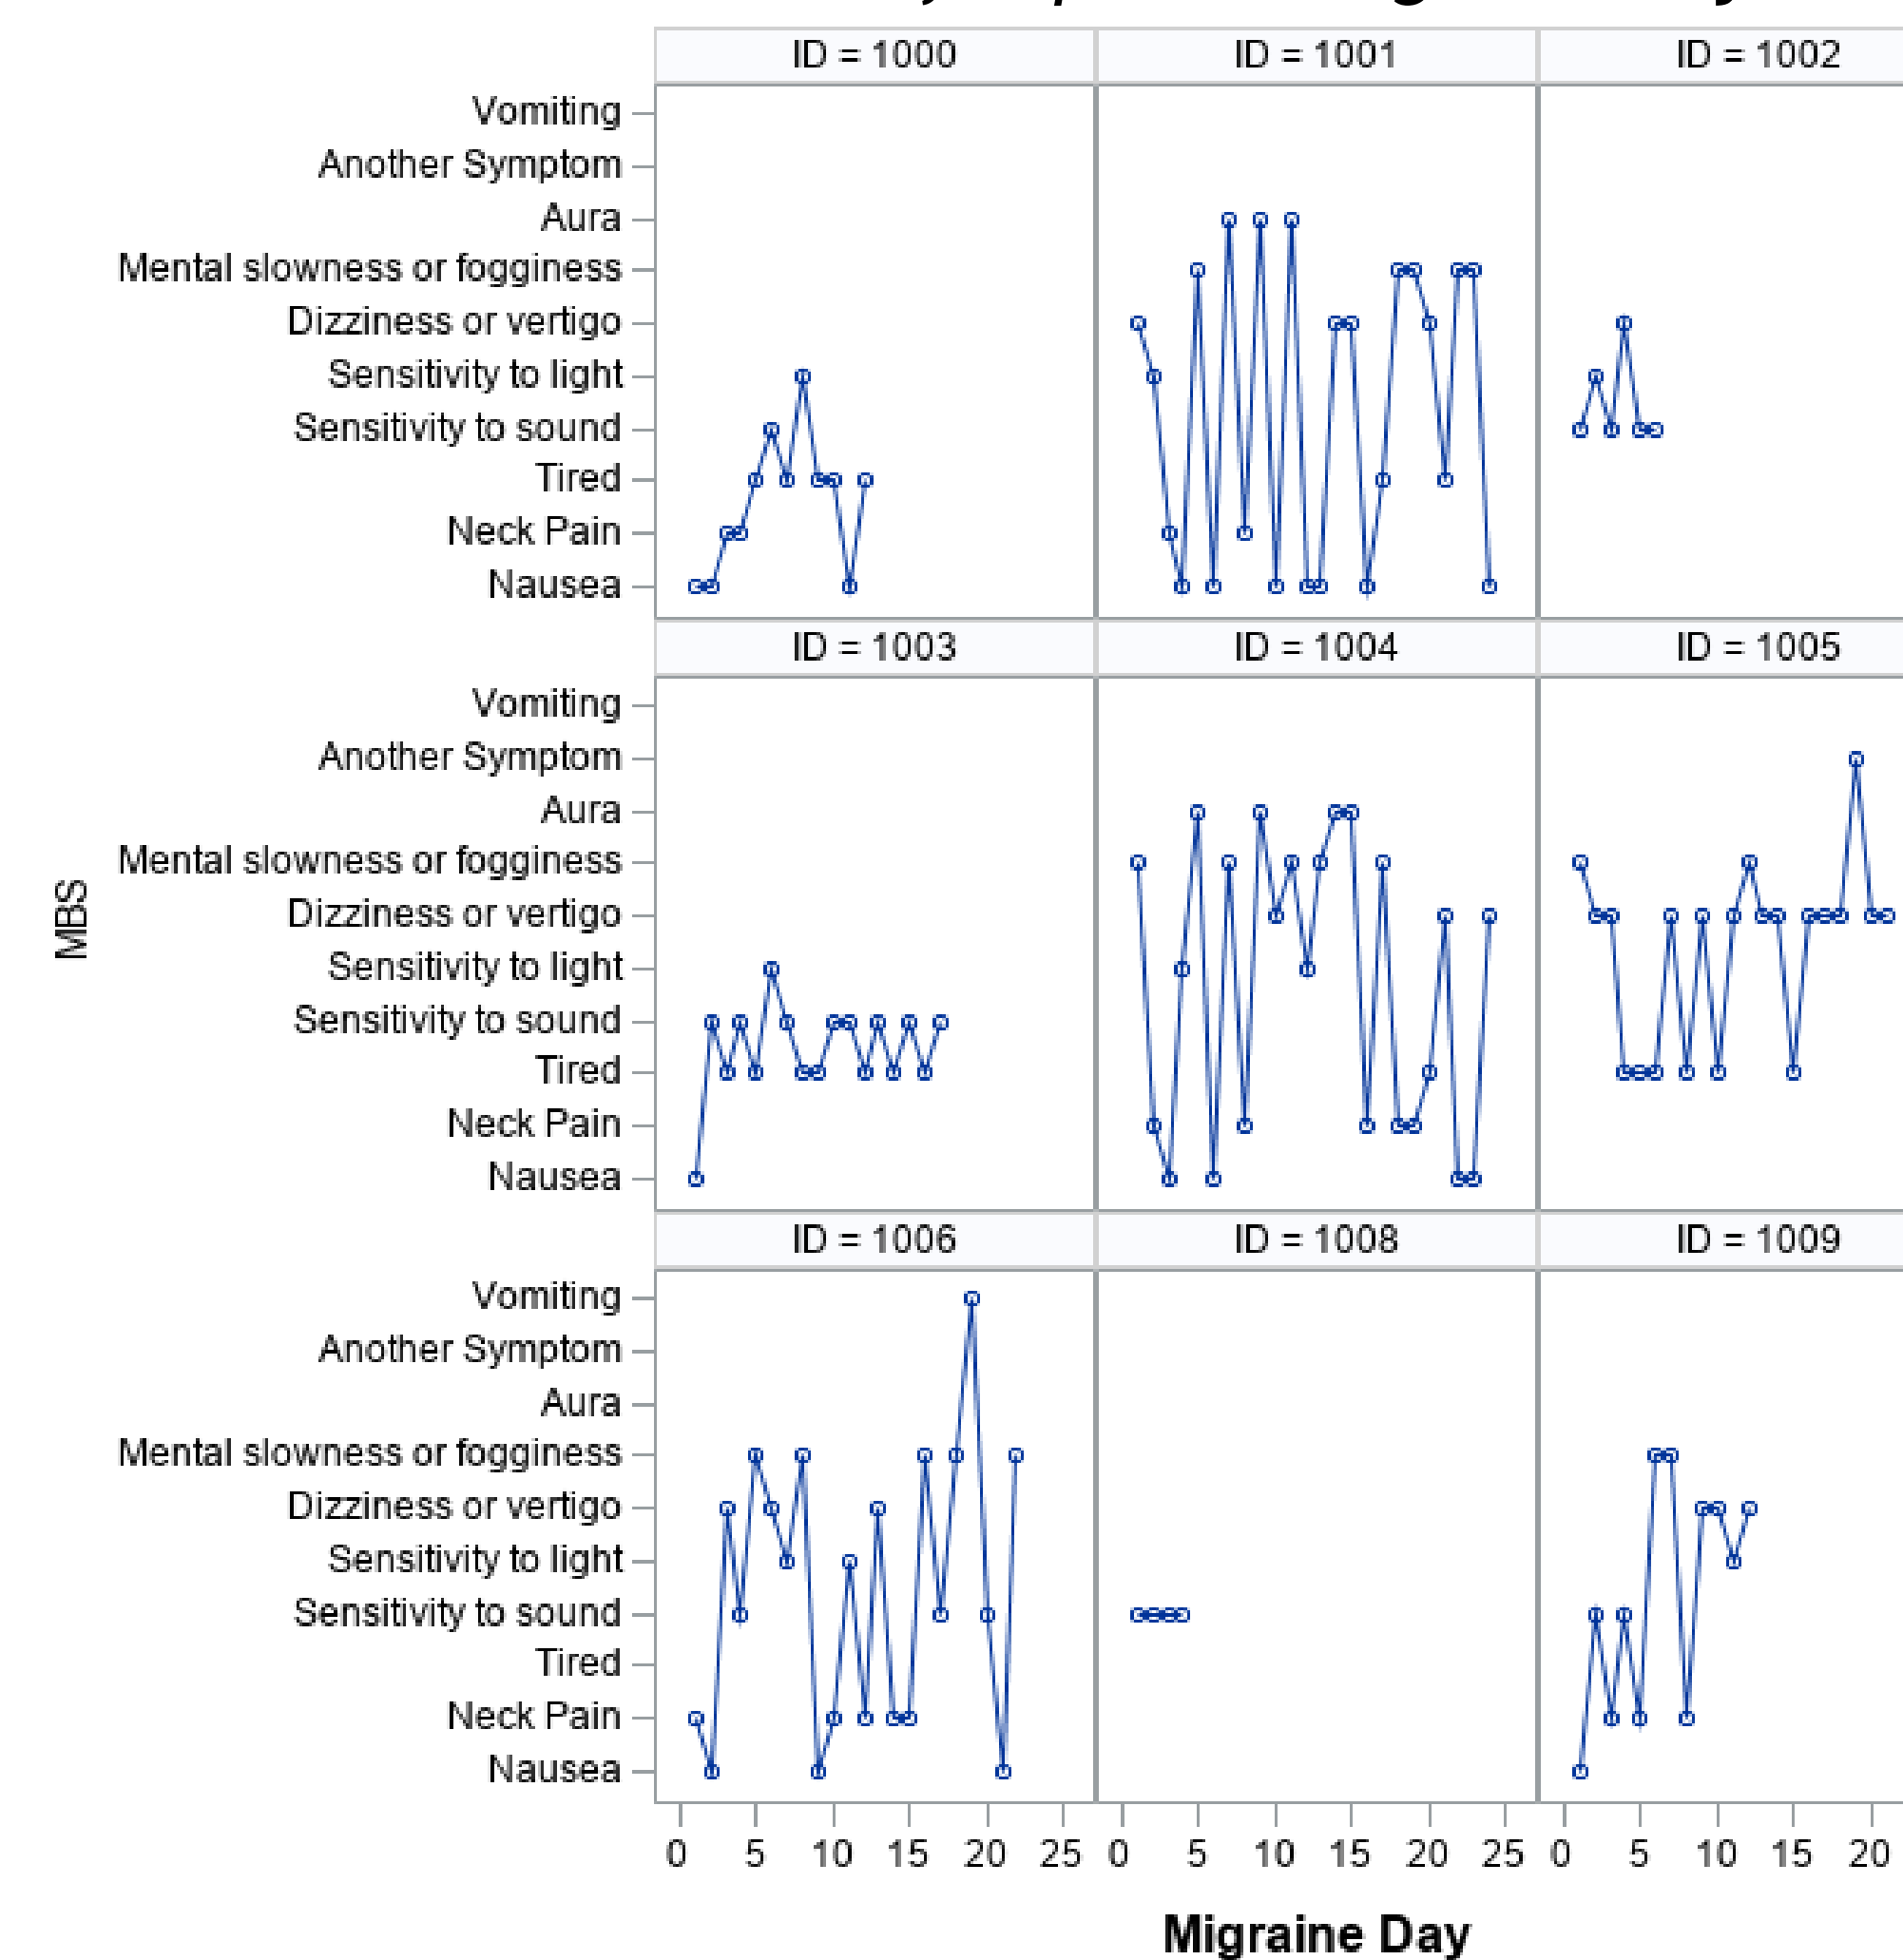 ID = 1000
ID = 1001
ID = 1002
Vomiting
Another Symptom
Aura
Mental slowness or fogginess
Dizziness or vertigo
Sensitivity to light
Sensitivity to sound
Tired
Neck Pain
Nausea
ID = 1003
ID = 1004
ID = 1005
MBS
Vomiting
Another Symptom
Aura
Mental slowness or fogginess
Dizziness or vertigo
Sensitivity to light
Sensitivity to sound
Tired
Neck Pain
Nausea
ID = 1006
ID = 1008
ID = 1009
Vomiting
Another Symptom
Aura
Mental slowness or fogginess
Dizziness or vertigo
Sensitivity to light
Sensitivity to sound
Tired
Neck Pain
Nausea
0 5 10 15 20 25 0 5 10 15 20 25 0 5 10 15 20
Migraine Day